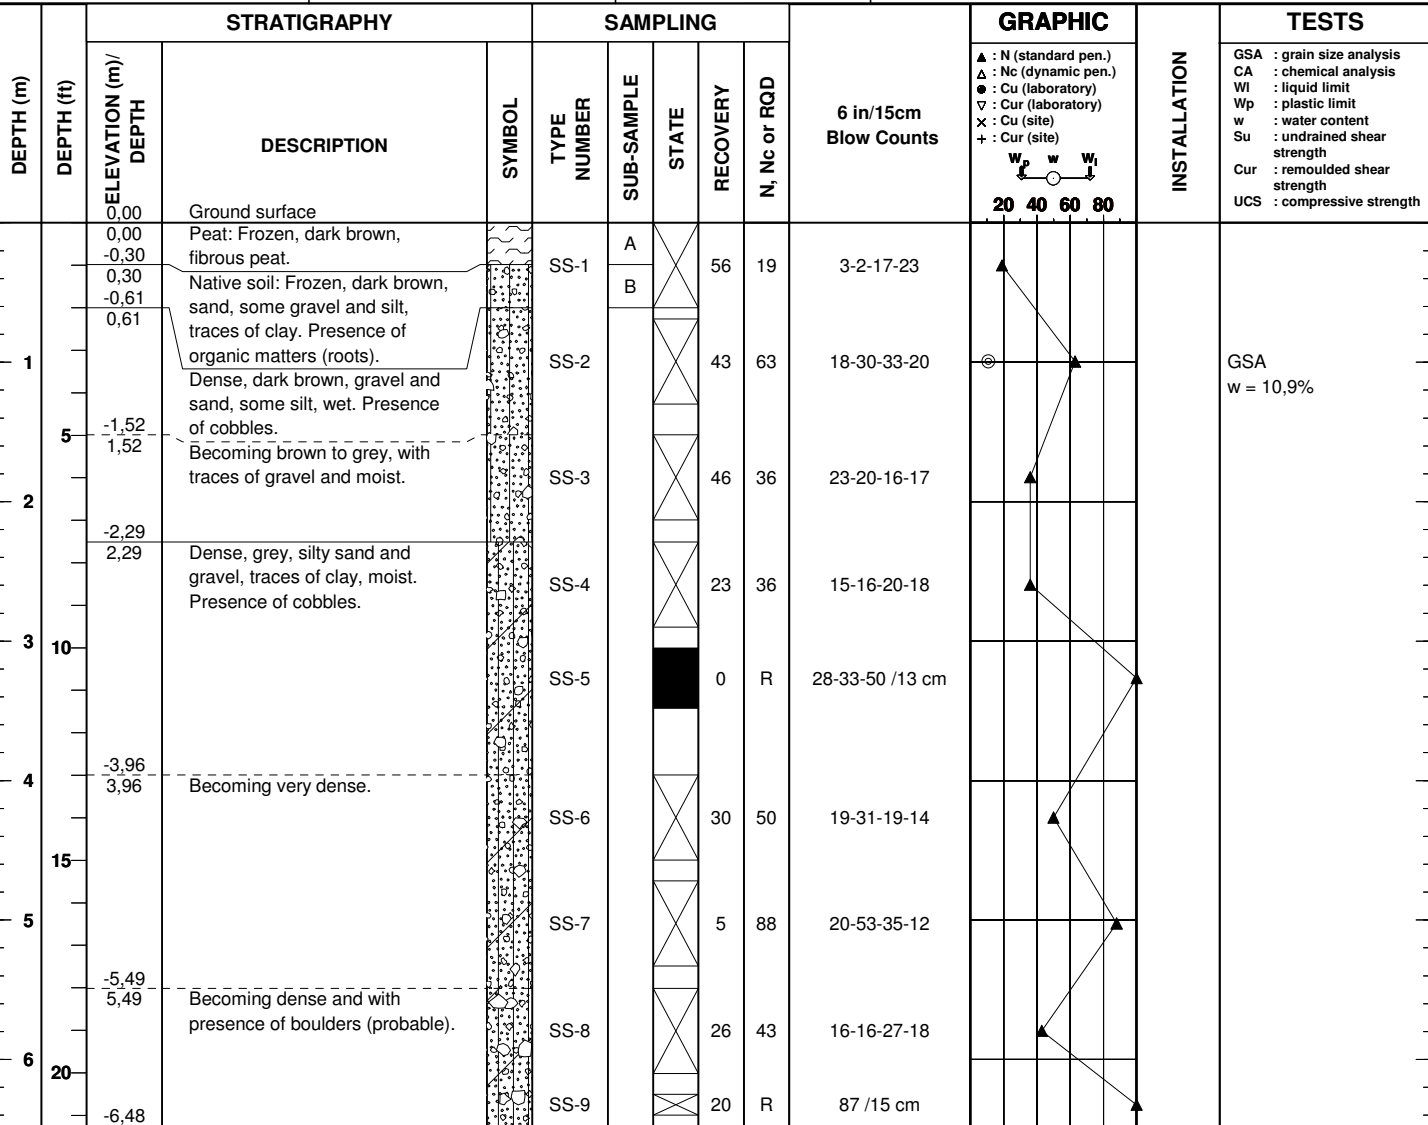 STRATIGRAPHY
SAMPLING
GRAPHIC
TESTS
DEPTH (m)
DEPTH (ft)
ELEVATION (m)/
DEPTH
DESCRIPTION
SYMBOL
TYPE
NUMBER
SUB-SAMPLE
STATE
RECOVERY
N, Nc or RQD
6 in/15cm
Blow Counts
▲ : N (standard pen.)
△ : Nc (dynamic pen.)
● : Cu (laboratory)
▽ : Cur (laboratory)
× : Cu (site)
+ : Cur (site)
Wp w Wl
20 40 60 80
INSTALLATION
GSA : grain size analysis
CA : chemical analysis
Wl : liquid limit
Wp : plastic limit
w : water content
Su : undrained shear
strength
Cur : remoulded shear
strength
UCS : compressive strength
0,00 Ground surface
0,00 Peat: Frozen, dark brown,
-0,30 fibrous peat.
A
SS-1 56 19 3-2-17-23
B
0,30 Native soil: Frozen, dark brown,
-0,61 sand, some gravel and silt,
0,61 traces of clay. Presence of
organic matters (roots).
1
SS-2 43 63 18-30-33-20
GSA
w = 10,9%
Dense, dark brown, gravel and
sand, some silt, wet. Presence
-1,52 of cobbles.
5
1,52 Becoming brown to grey, with
traces of gravel and moist.
SS-3 46 36 23-20-16-17
2
-2,29
2,29 Dense, grey, silty sand and
gravel, traces of clay, moist.
Presence of cobbles.
SS-4 23 36 15-16-20-18
3
10
SS-5 0 R 28-33-50 /13 cm
-3,96
4
3,96 Becoming very dense.
SS-6 30 50 19-31-19-14
15
5
SS-7 5 88 20-53-35-12
-5,49
5,49 Becoming dense and with
presence of boulders (probable).
SS-8 26 43 16-16-27-18
6
20
SS-9 20 R 87 /15 cm
-6,48